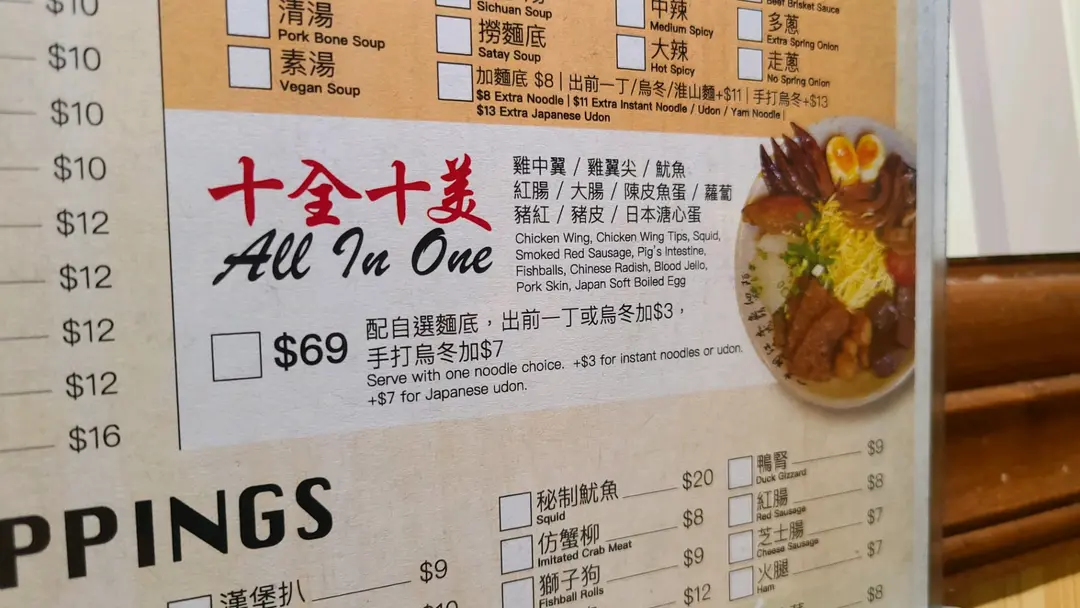 $10
$10
$10
$10
$12
$12
$12
$12
$16
清湯
Pork Bone Soup
素湯
Vegan Soup
Sichuan Soup
撈麵底
Satay Soup
中辣
Medium Spicy
大辣
Hot Spicy
Beef Brisket Sauce
多蔥
Extra Spring Onion
走蔥
No Spring Onion
加麵底 $8 | 出前一丁/烏冬/淮山麵+$11 | 手打烏冬+$13
$8 Extra Noodle | $11 Extra Instant Noodle / Udon / Yam Noodle |
$13 Extra Japanese Udon
十全十美
All In One
雞中翼 / 雞翼尖 / 魷魚
紅腸 / 大腸 / 陳皮魚蛋 / 蘿蔔
豬紅 / 豬皮 / 日本溏心蛋
Chicken Wing, Chicken Wing Tips, Squid,
Smoked Red Sausage, Pig's Intestine,
Fishballs, Chinese Radish, Blood Jello,
Pork Skin, Japan Soft Boiled Egg
$69
配自選麵底，出前一丁或烏冬加$3，
手打烏冬加$7
Serve with one noodle choice. +$3 for instant noodles or udon.
+$7 for Japanese udon.
PPINGS
漢堡扒 $9
秘制魷魚 $20
Squid
仿蟹柳 $8
Imitated Crab Meat
獅子狗 $9
Fishball Rolls
$12
鴨腎 $9
Duck Gizzard
紅腸 $8
Red Sausage
芝士腸 $7
Cheese Sausage
火腿 $7
Ham
$8